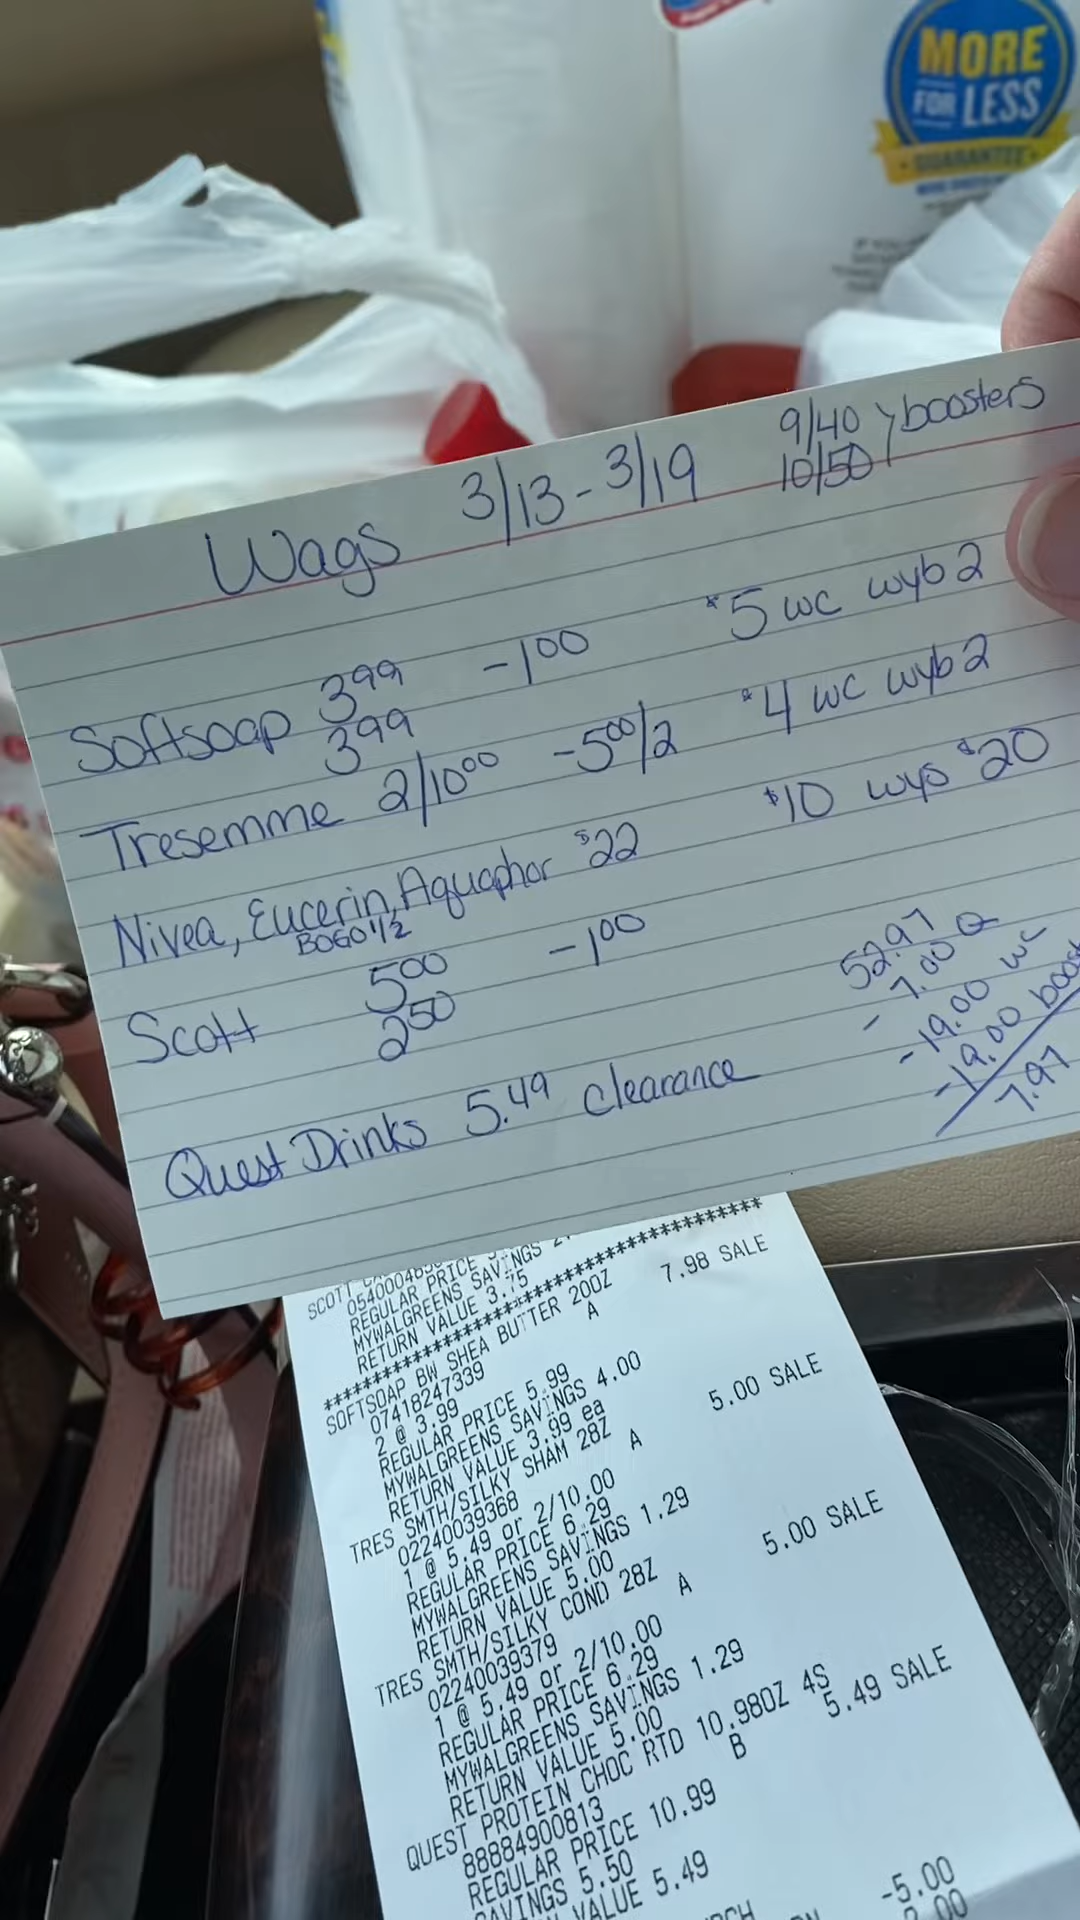 MORE
FOR LESS
GUARANTEE
9/40
10/50 boosters
Wags 3/13 - 3/19
Softsoap 3.99 -1.00 $5 wc wyb 2
3.99
Tresemme 2/10.00 -5.00/2 $4 wc wyb 2
Nivea, Eucerin, Aquaphor $22 $10 wys $20
BOGO 1/2
Scott 5.00 -1.00
2.50
Quest Drinks 5.49 clearance
52.97
- 7.00 Q
- 19.00 wc
- 19.00 boost
7.97
SCOTT
REGULAR PRICE
MYWALGREENS SAVINGS
RETURN VALUE 3.75
SOFTSOAP BW SHEA BUTTER 20OZ
07418247339 A 7.98 SALE
2 @ 3.99
REGULAR PRICE 5.99
MYWALGREENS SAVINGS 4.00
RETURN VALUE 3.99 ea
TRES SMTH/SILKY SHAM 28Z
02240039368 A 5.00 SALE
1 @ 5.49 or 2/10.00
REGULAR PRICE 6.29
MYWALGREENS SAVINGS 1.29
RETURN VALUE 5.00
TRES SMTH/SILKY COND 28Z
02240039379 A 5.00 SALE
1 @ 5.49 or 2/10.00
REGULAR PRICE 6.29
MYWALGREENS SAVINGS 1.29
RETURN VALUE 5.00
QUEST PROTEIN CHOC RTD 10.98OZ 4S
88884900813 B 5.49 SALE
REGULAR PRICE 10.99
SAVINGS 5.50
VALUE 5.49
-5.00